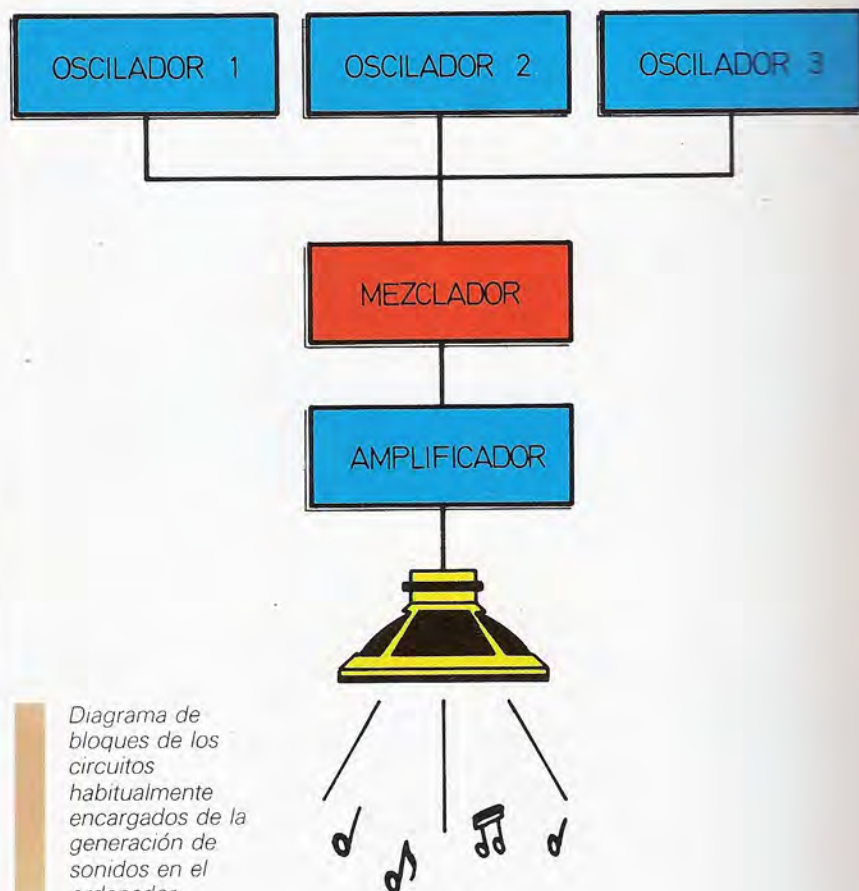 OSCILADOR 1
OSCILADOR 2
OSCILADOR 3
MEZCLADOR
AMPLIFICADOR
Diagrama de
bloques de los
circuitos
habitualmente
encargados de la
generación de
sonidos en el
ordenador